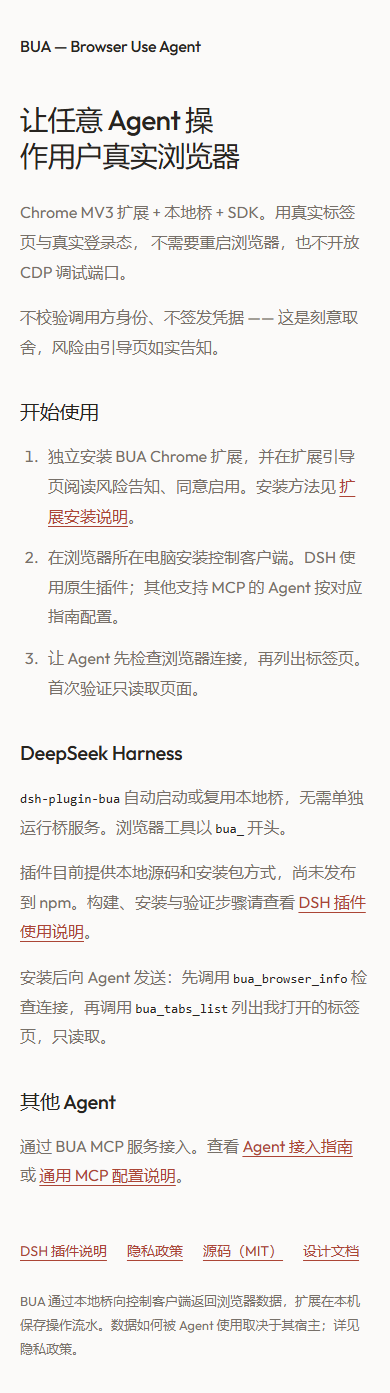 BUA — Browser Use Agent
让任意 Agent 操
作用户真实浏览器
Chrome MV3 扩展 + 本地桥 + SDK。用真实标签
页与真实登录态， 不需要重启浏览器，也不开放
CDP 调试端口。
不校验调用方身份、不签发凭据 —— 这是刻意取
舍，风险由引导页如实告知。
开始使用
1. 独立安装 BUA Chrome 扩展，并在扩展引导
页阅读风险告知、同意启用。安装方法见 扩
展安装说明。
2. 在浏览器所在电脑安装控制客户端。DSH 使
用原生插件；其他支持 MCP 的 Agent 按对应
指南配置。
3. 让 Agent 先检查浏览器连接，再列出标签页。
首次验证只读取页面。
DeepSeek Harness
dsh-plugin-bua 自动启动或复用本地桥，无需单独
运行桥服务。浏览器工具以 bua_ 开头。
插件目前提供本地源码和安装包方式，尚未发布
到 npm。构建、安装与验证步骤请查看 DSH 插件
使用说明。
安装后向 Agent 发送：先调用 bua_browser_info 检
查连接，再调用 bua_tabs_list 列出我打开的标签
页，只读取。
其他 Agent
通过 BUA MCP 服务接入。查看 Agent 接入指南
或 通用 MCP 配置说明。
DSH 插件说明 隐私政策 源码（MIT） 设计文档
BUA 通过本地桥向控制客户端返回浏览器数据，扩展在本机
保存操作流水。数据如何被 Agent 使用取决于其宿主；详见
隐私政策。